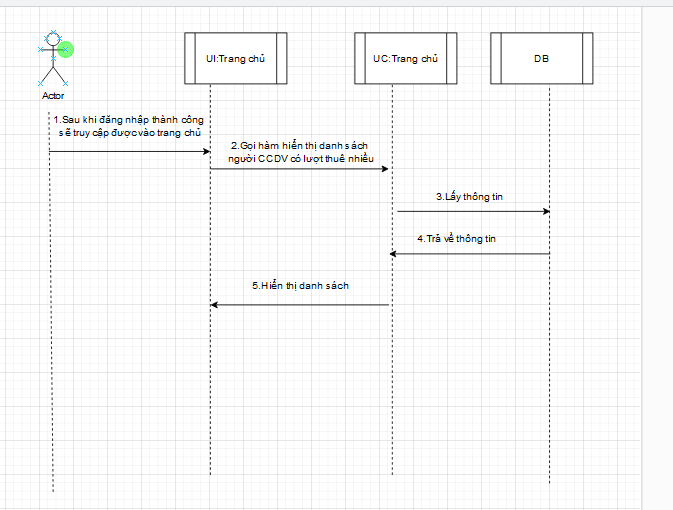 UI:Trang chủ
UC:Trang chủ
DB
Actor
1.Sau khi đăng nhập thành công
sẽ truy cập được vào trang chủ
2.Gọi hàm hiển thị danh sách
người CCDV có lượt thuê nhiều
3.Lấy thông tin
4.Trả về thông tin
5.Hiển thị danh sách